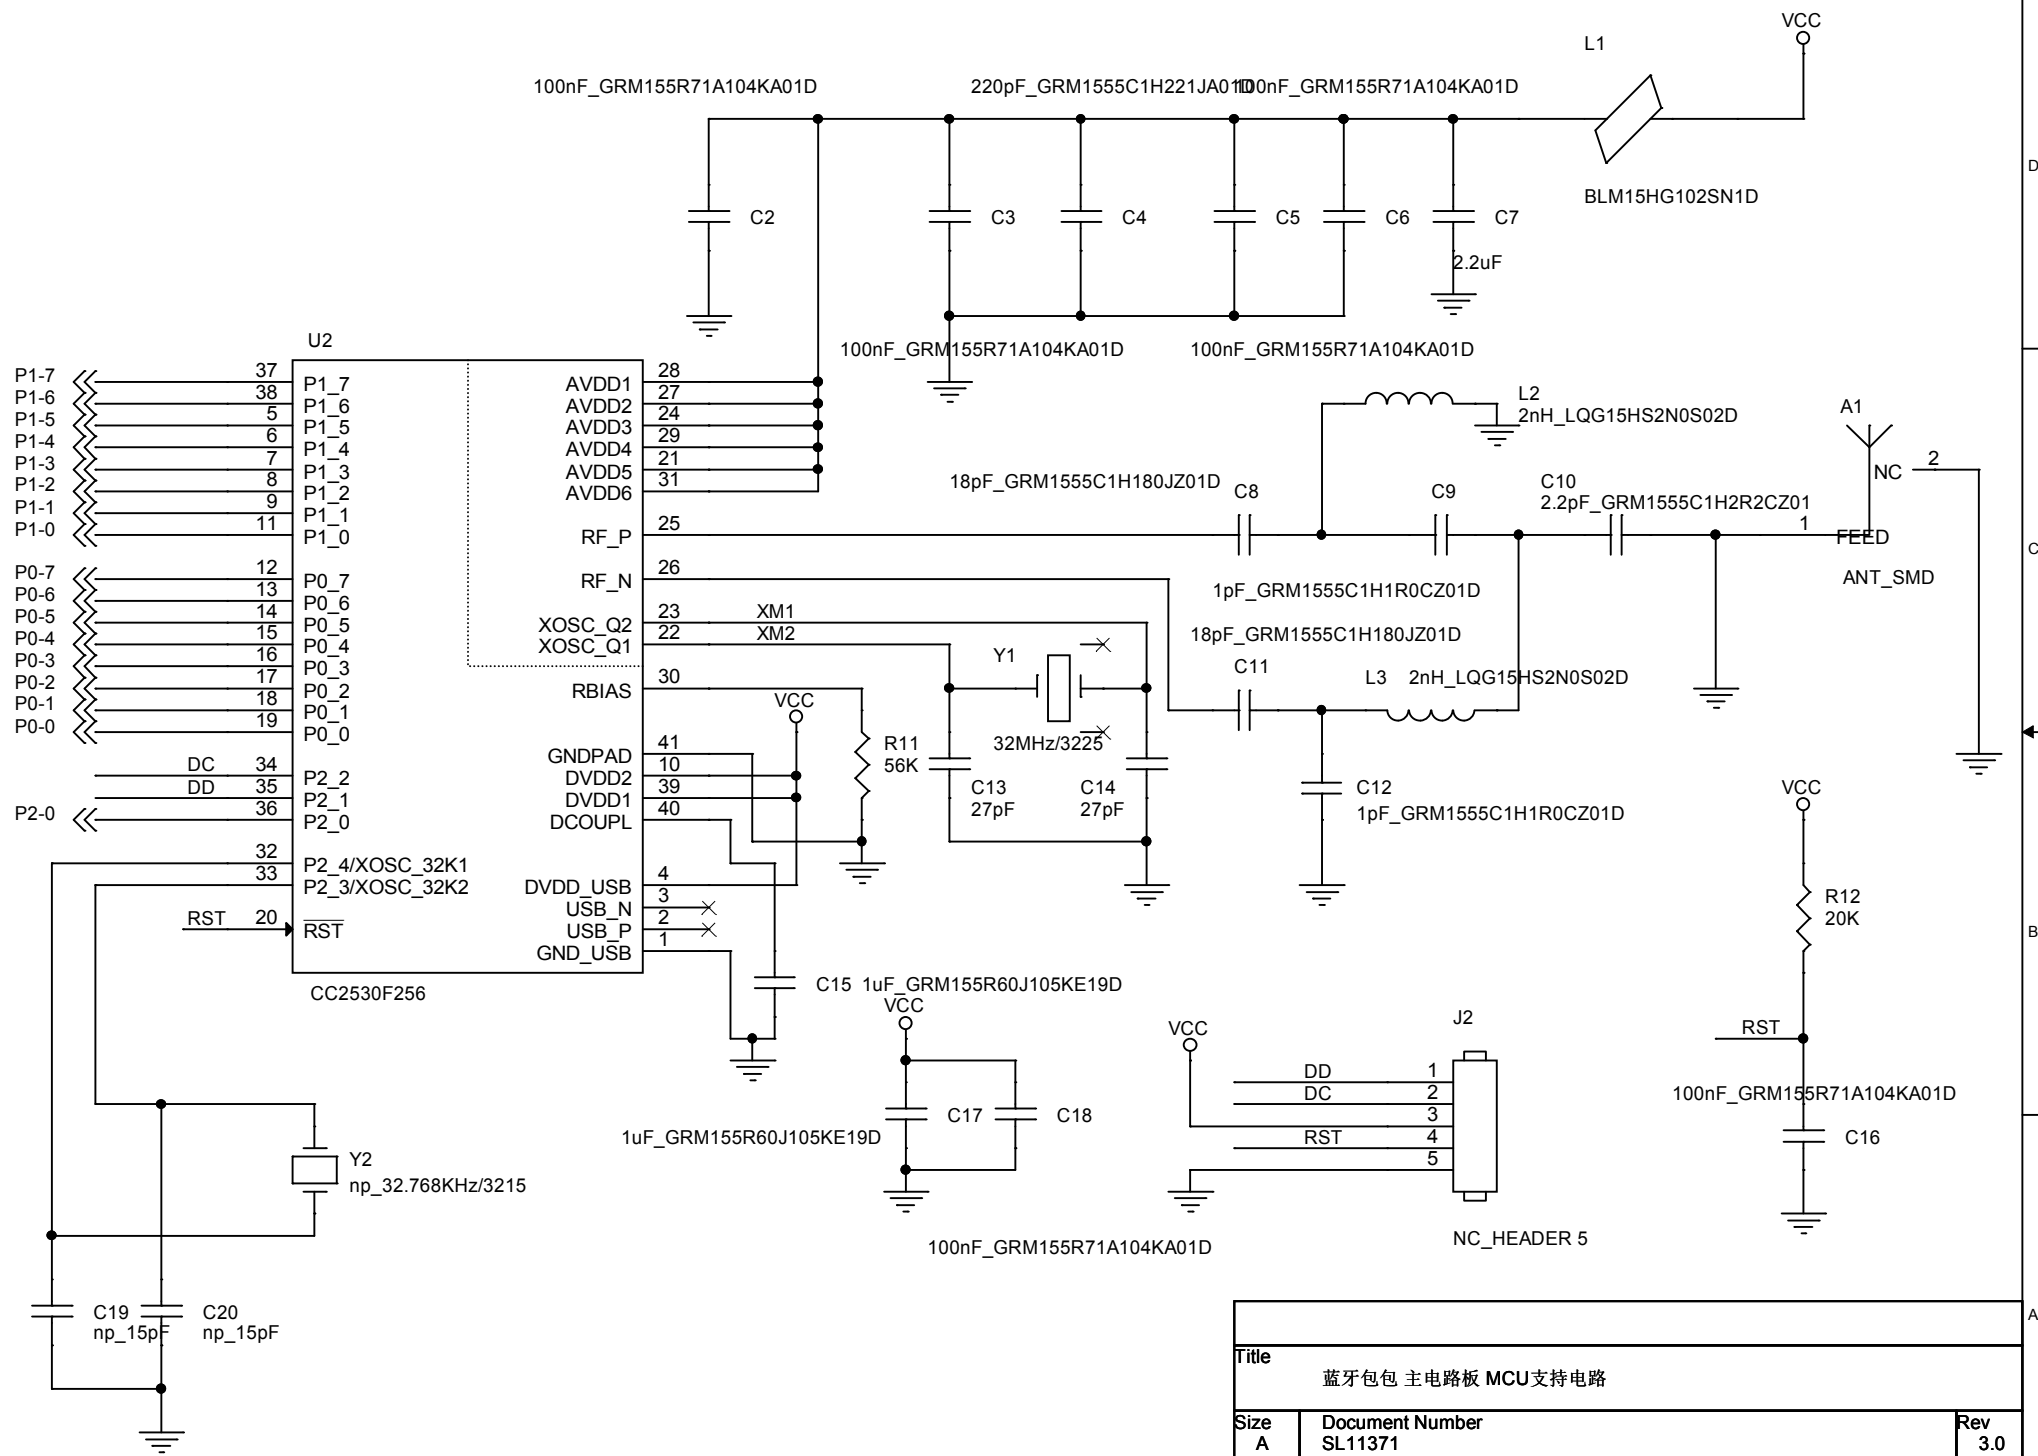 VCC
L1
100nF_GRM155R71A104KA01D
220pF_GRM1555C1H221JA01D
100nF_GRM155R71A104KA01D
D
BLM15HG102SN1D
C2
C3
C4
C5
C6
C7
2.2uF
100nF_GRM155R71A104KA01D
100nF_GRM155R71A104KA01D
U2
P1-7
37
P1_7
P1-6
38
P1_6
P1-5
5
P1_5
P1-4
6
P1_4
P1-3
7
P1_3
P1-2
8
P1_2
P1-1
9
P1_1
P1-0
11
P1_0
P0-7
12
P0_7
P0-6
13
P0_6
P0-5
14
P0_5
P0-4
15
P0_4
P0-3
16
P0_3
P0-2
17
P0_2
P0-1
18
P0_1
P0-0
19
P0_0
DC
34
P2_2
DD
35
P2_1
P2-0
36
P2_0
32
P2_4/XOSC_32K1
33
P2_3/XOSC_32K2
RST
20
RST
AVDD1
28
AVDD2
27
AVDD3
24
AVDD4
29
AVDD5
21
AVDD6
31
RF_P
25
RF_N
26
XOSC_Q2
23
XM1
XOSC_Q1
22
XM2
RBIAS
30
GNDPAD
41
DVDD2
10
DVDD1
39
DCOUPL
40
DVDD_USB
4
USB_N
3
USB_P
2
GND_USB
1
CC2530F256
VCC
R11
56K
L2
2nH_LQG15HS2N0S02D
A1
NC
2
18pF_GRM1555C1H180JZ01D
C8
C9
C10
2.2pF_GRM1555C1H2R2CZ01
1
FEED
C
ANT_SMD
1pF_GRM1555C1H1R0CZ01D
18pF_GRM1555C1H180JZ01D
C11
L3
2nH_LQG15HS2N0S02D
Y1
32MHz/3225
C13
27pF
C14
27pF
C12
1pF_GRM1555C1H1R0CZ01D
VCC
R12
20K
B
RST
100nF_GRM155R71A104KA01D
C16
C15
1uF_GRM155R60J105KE19D
VCC
C17
C18
1uF_GRM155R60J105KE19D
100nF_GRM155R71A104KA01D
VCC
J2
DD
1
DC
2
3
RST
4
5
NC_HEADER 5
Y2
np_32.768KHz/3215
C19
np_15pF
C20
np_15pF
A
Title
蓝牙包包 主电路板 MCU支持电路
Size
A
Document Number
SL11371
Rev
3.0